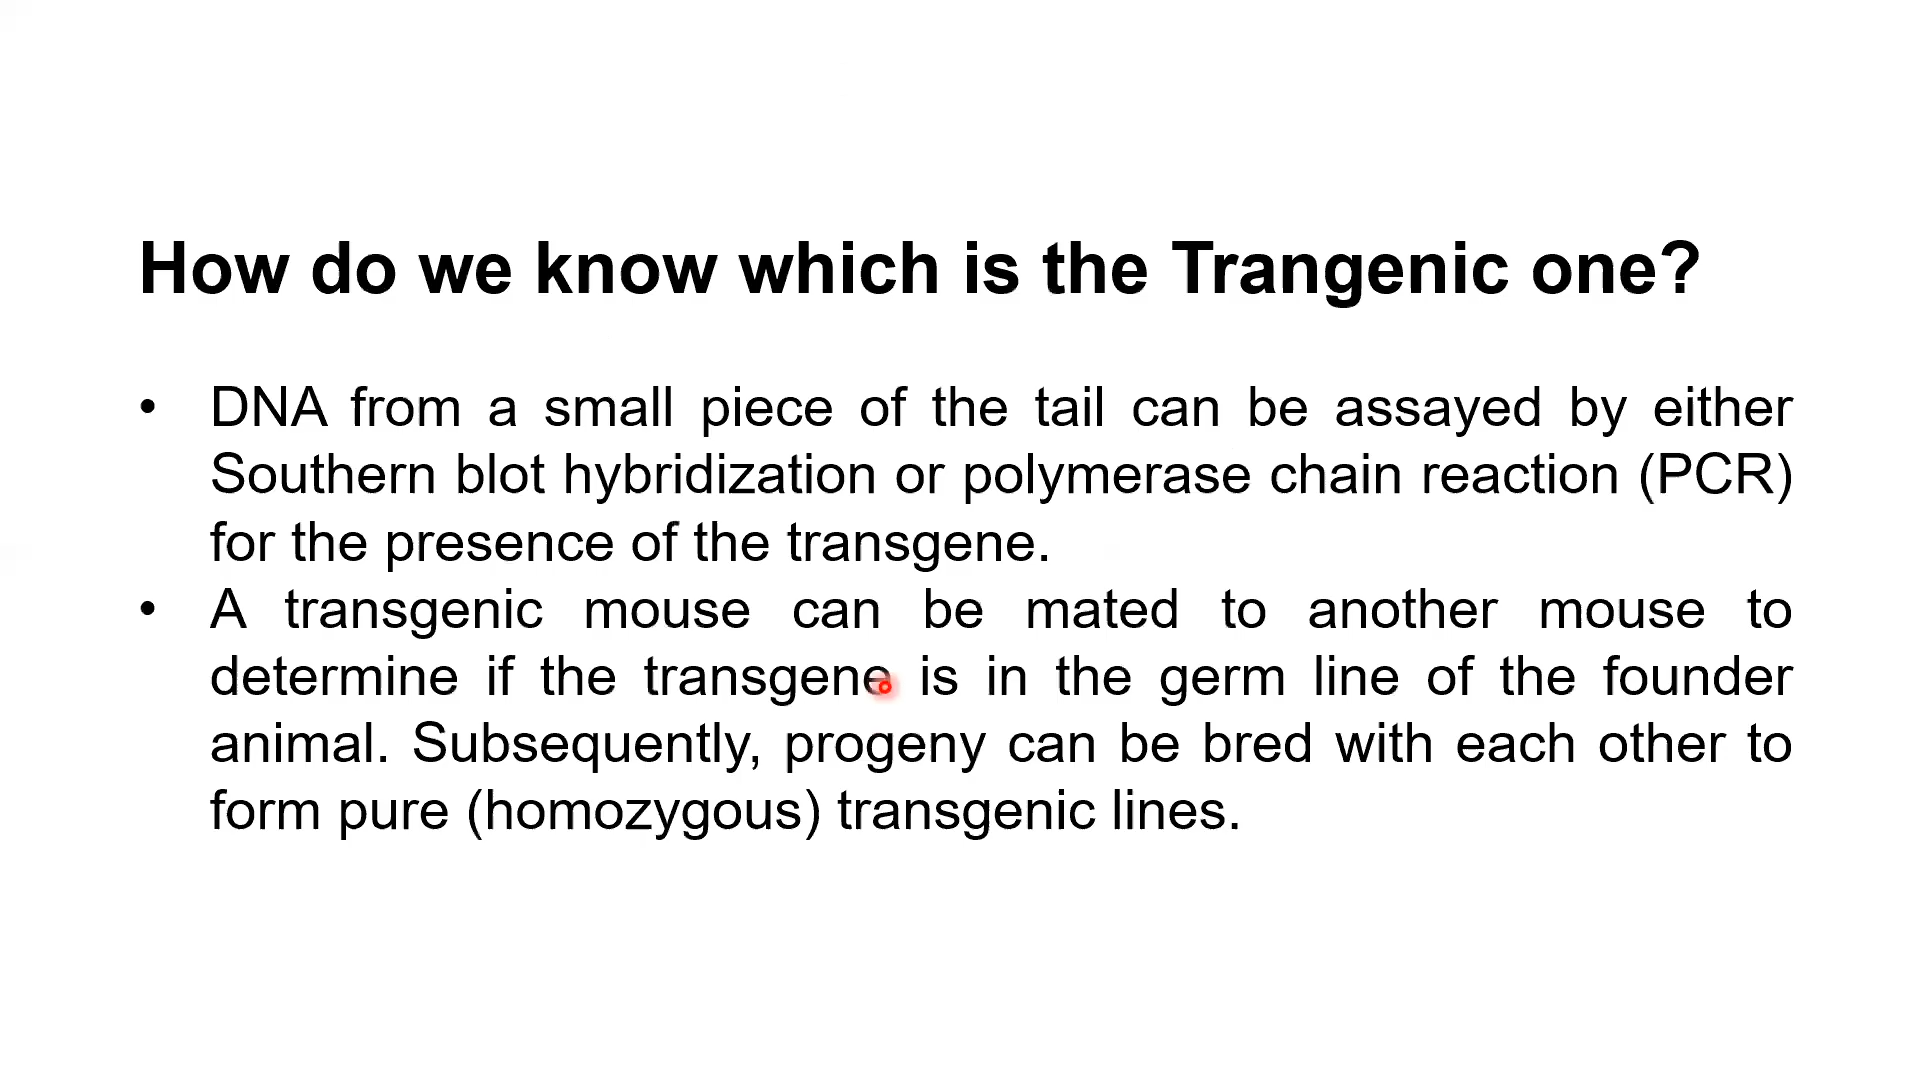 How do we know which is the Trangenic one?
• DNA from a small piece of the tail can be assayed by either
Southern blot hybridization or polymerase chain reaction (PCR)
for the presence of the transgene.
• A transgenic mouse can be mated to another mouse to
determine if the transgene is in the germ line of the founder
animal. Subsequently, progeny can be bred with each other to
form pure (homozygous) transgenic lines.